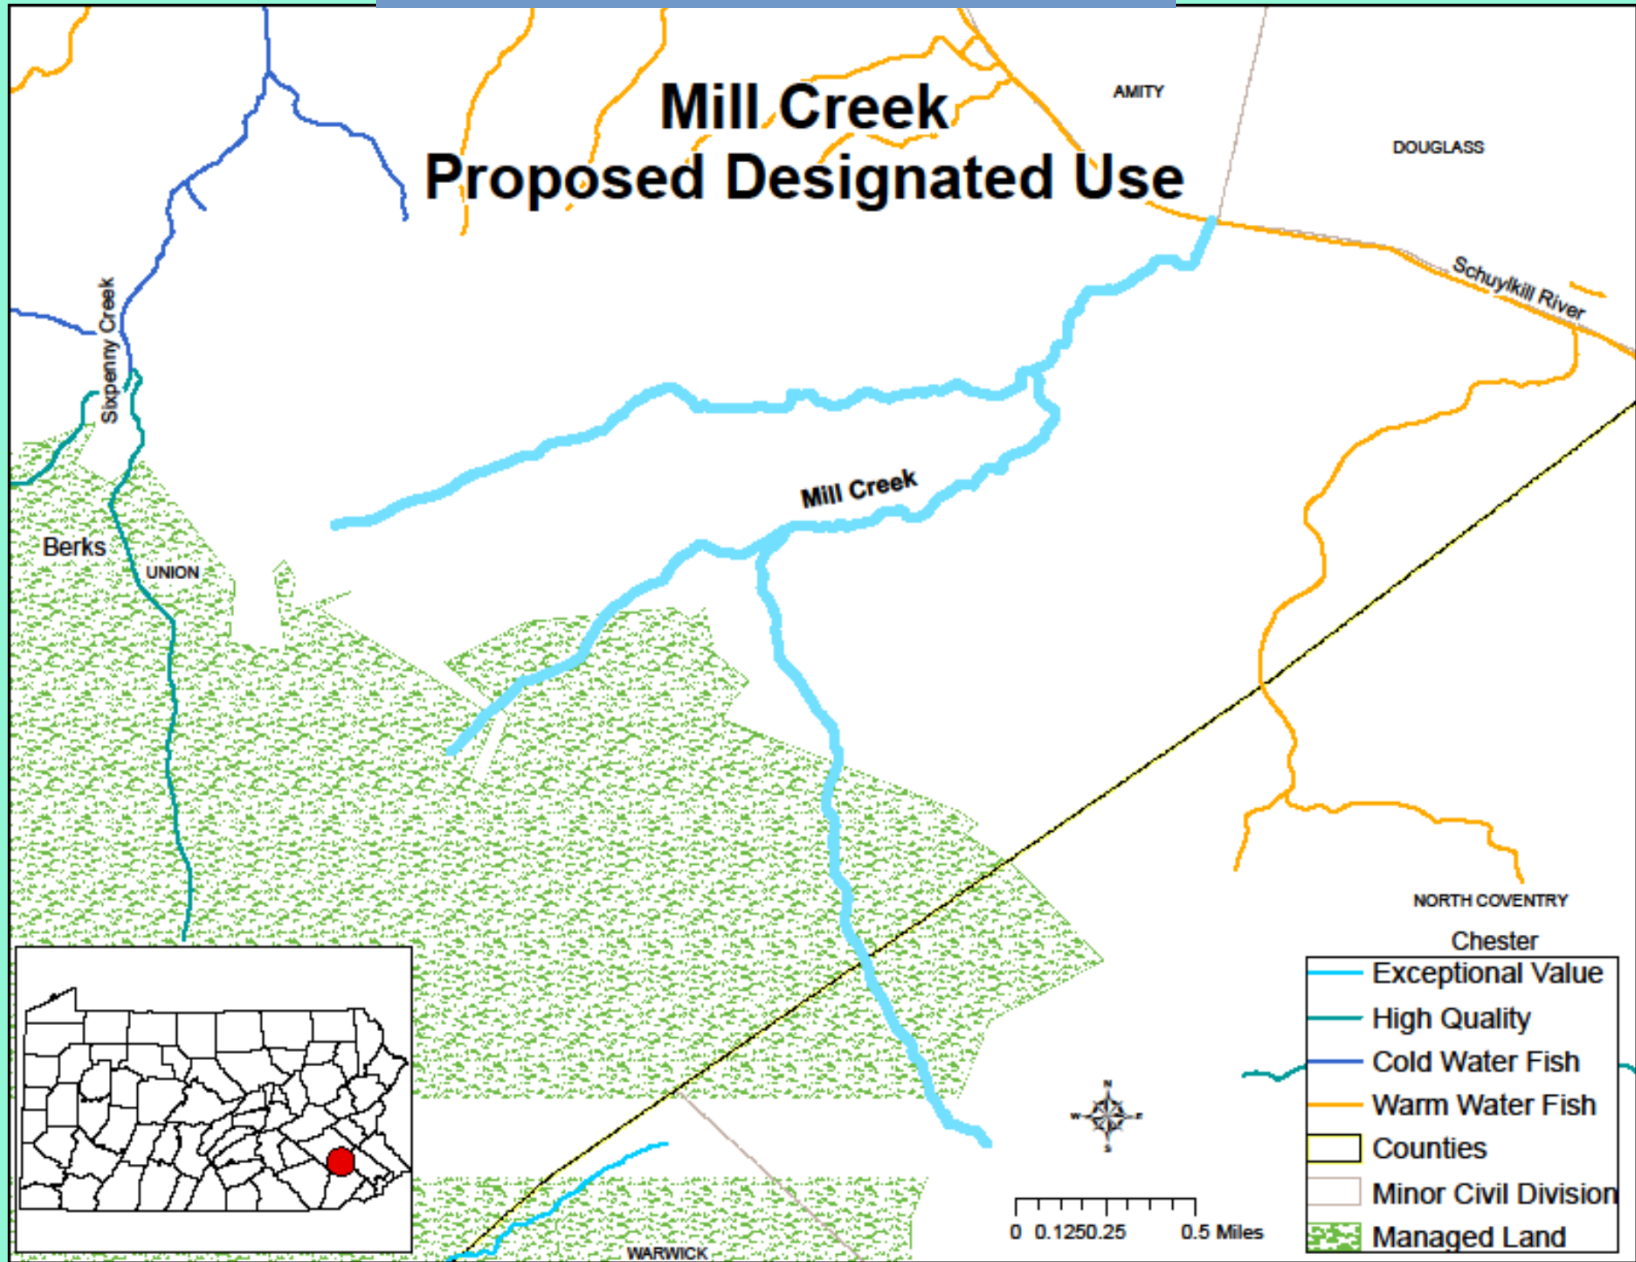 Mill Creek
Proposed Designated Use
AMITY
DOUGLASS
Schuylkill River
Sixpenny Creek
Mill Creek
Berks
UNION
NORTH COVENTRY
Chester
Exceptional Value
High Quality
Cold Water Fish
Warm Water Fish
Counties
Minor Civil Division
Managed Land
N
W E
S
0 0.1250.25 0.5 Miles
WARWICK